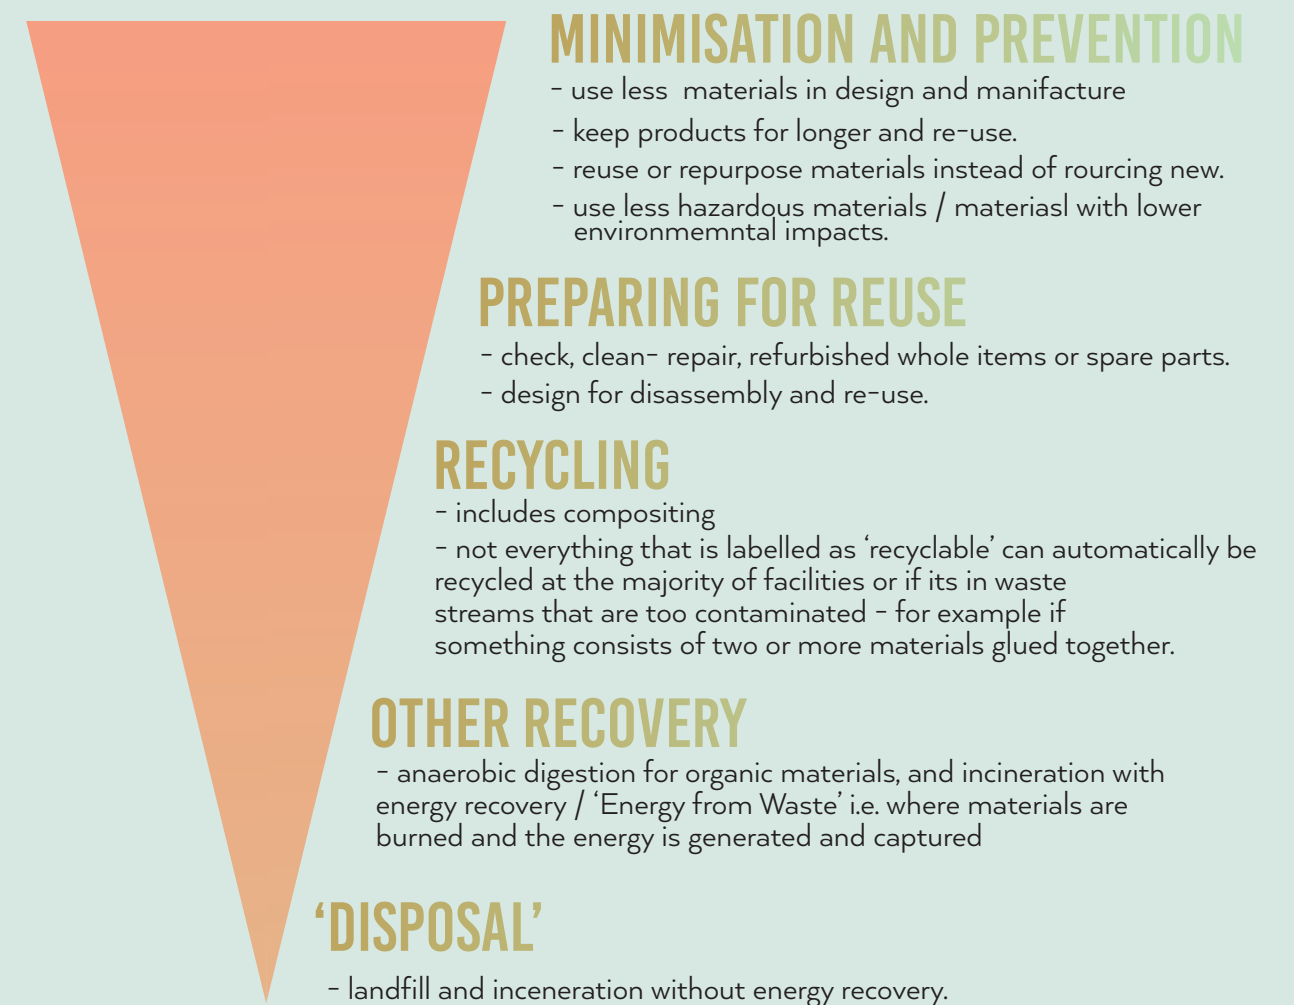 MINIMISATION AND PREVENTION
- use less  materials in design and manifacture
- keep products for longer and re-use.
- reuse or repurpose materials instead of rourcing new.
- use less hazardous materials / materiasl with lower
environmemntal impacts.
PREPARING FOR REUSE
- check, clean- repair, refurbished whole items or spare parts.
- design for disassembly and re-use.
RECYCLING
- includes compositing
- not everything that is labelled as ‘recyclable’ can automatically be
recycled at the majority of facilities or if its in waste
streams that are too contaminated - for example if
something consists of two or more materials glued together.
OTHER RECOVERY
- anaerobic digestion for organic materials, and incineration with
energy recovery / ‘Energy from Waste’ i.e. where materials are
burned and the energy is generated and captured
‘DISPOSAL’
- landfill and inceneration without energy recovery.